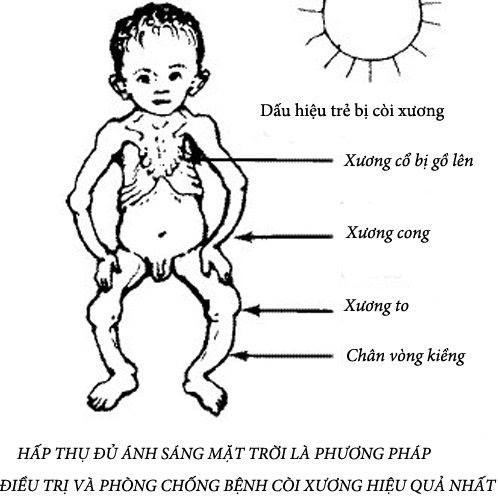 Dấu hiệu trẻ bị còi xương
Xương cổ bị gồ lên
Xương cong
Xương to
Chân vòng kiềng
HẤP THỤ ĐỦ ÁNH SÁNG MẶT TRỜI LÀ PHƯƠNG PHÁP
ĐIỀU TRỊ VÀ PHÒNG CHỐNG BỆNH CÒI XƯƠNG HIỆU QUẢ NHẤT